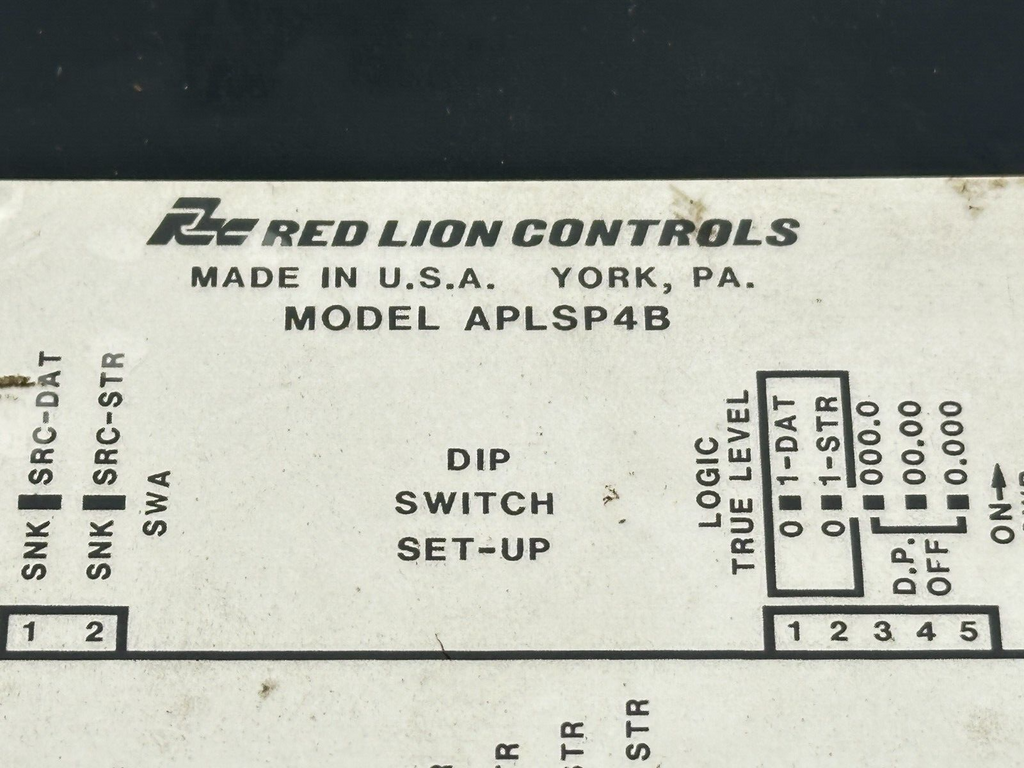 RLC RED LION CONTROLS
MADE IN U.S.A. YORK, PA.
MODEL APLSP4B
SNK SRC-DAT
SNK SRC-STR
SWA
1 2
DIP
SWITCH
SET-UP
LOGIC
TRUE LEVEL
0 1-DAT
0 1-STR
000.0
00.00
0.000
D.P.
OFF
ON→
1 2 3 4 5
STR